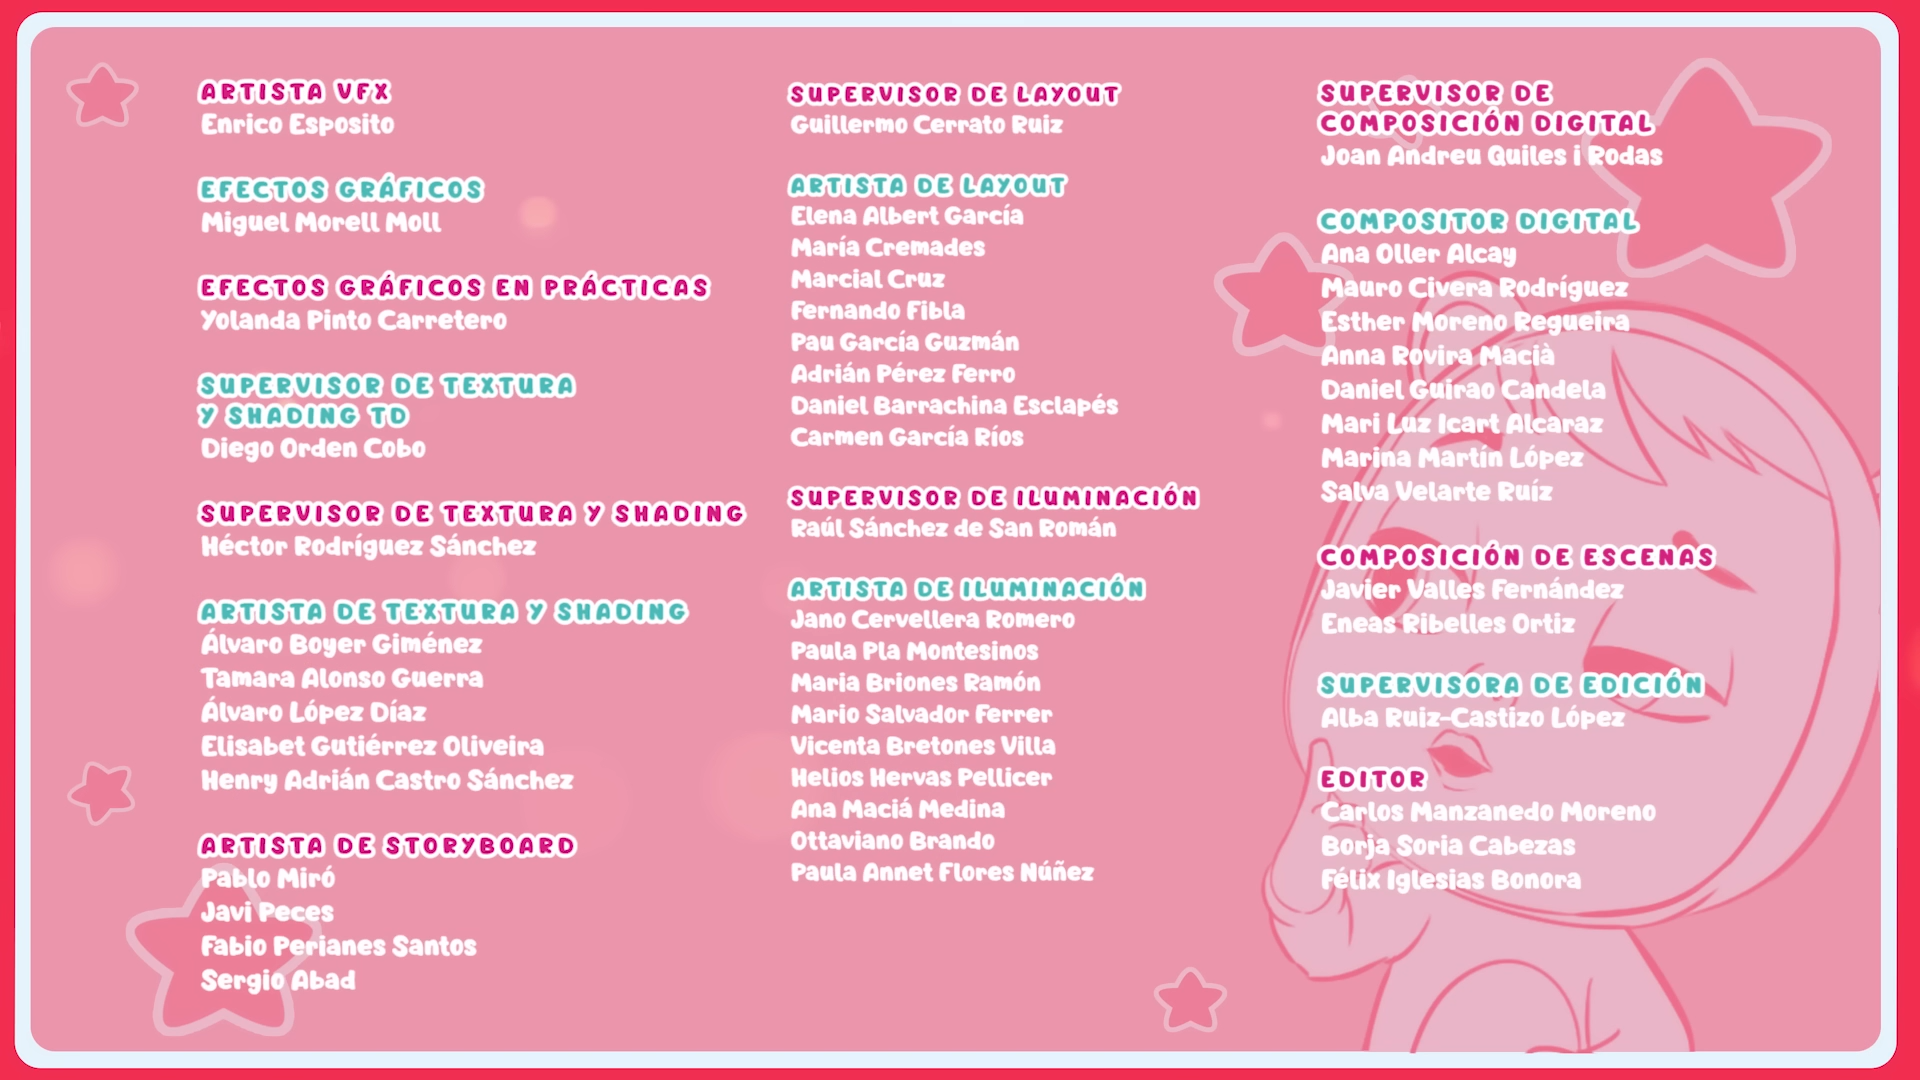 ARTISTA VFX
Enrico Esposito
EFECTOS GRÁFICOS
Miguel Morell Moll
EFECTOS GRÁFICOS EN PRÁCTICAS
Yolanda Pinto Carretero
SUPERVISOR DE TEXTURA
Y SHADING TD
Diego Orden Cobo
SUPERVISOR DE TEXTURA Y SHADING
Héctor Rodríguez Sánchez
ARTISTA DE TEXTURA Y SHADING
Álvaro Boyer Giménez
Tamara Alonso Guerra
Álvaro López Díaz
Elisabet Gutiérrez Oliveira
Henry Adrián Castro Sánchez
ARTISTA DE STORYBOARD
Pablo Miró
Javi Peces
Fabio Perianes Santos
Sergio Abad
SUPERVISOR DE LAYOUT
Guillermo Cerrato Ruiz
ARTISTA DE LAYOUT
Elena Albert García
María Cremades
Marcial Cruz
Fernando Fibla
Pau García Guzmán
Adrián Pérez Ferro
Daniel Barrachina Esclapés
Carmen García Ríos
SUPERVISOR DE ILUMINACIÓN
Raúl Sánchez de San Román
ARTISTA DE ILUMINACIÓN
Jano Cervellera Romero
Paula Pla Montesinos
Maria Briones Ramón
Mario Salvador Ferrer
Vicenta Bretones Villa
Helios Hervas Pellicer
Ana Maciá Medina
Ottaviano Brando
Paula Annet Flores Núñez
SUPERVISOR DE
COMPOSICIÓN DIGITAL
Joan Andreu Quiles i Rodas
COMPOSITOR DIGITAL
Ana Oller Alcay
Mauro Civera Rodríguez
Esther Moreno Regueira
Anna Rovira Macià
Daniel Guirao Candela
Mari Luz Icart Alcaraz
Marina Martín López
Salva Velarte Ruíz
COMPOSICIÓN DE ESCENAS
Javier Valles Fernández
Eneas Ribelles Ortiz
SUPERVISORA DE EDICIÓN
Alba Ruiz-Castizo López
EDITOR
Carlos Manzanedo Moreno
Borja Soria Cabezas
Félix Iglesias Bonora